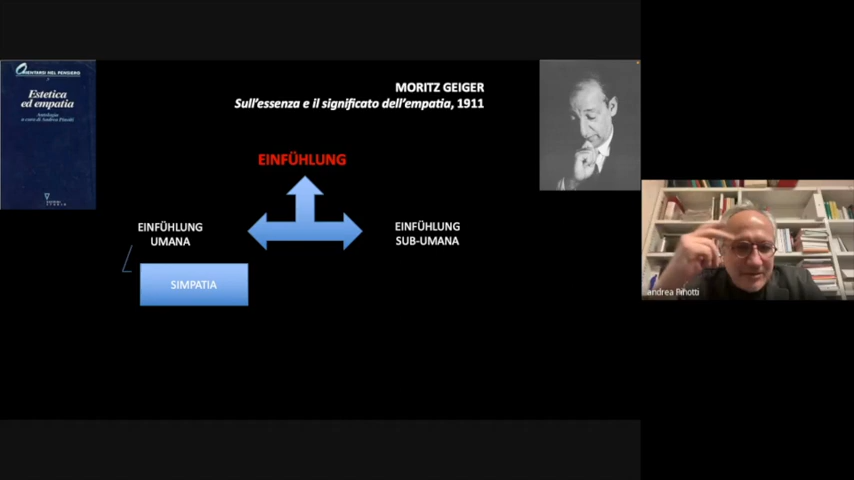 ORIENTARSI NEL PENSIERO
Estetica
ed empatia
Antologia
a cura di Andrea Pinotti
MORITZ GEIGER
Sull'essenza e il significato dell'empatia, 1911
EINFÜHLUNG
EINFÜHLUNG
UMANA
EINFÜHLUNG
SUB-UMANA
SIMPATIA
andrea Pinotti